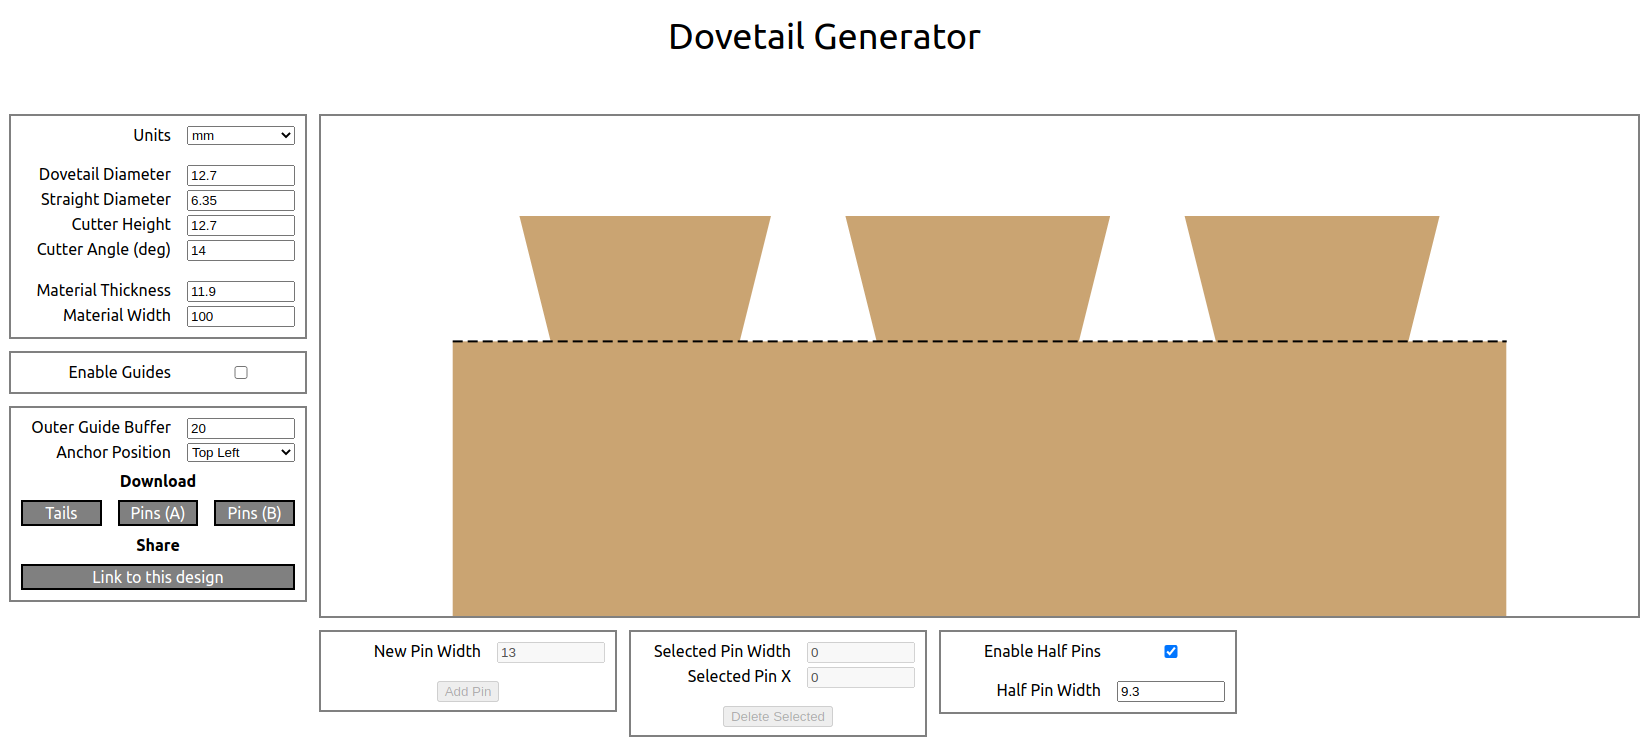 Dovetail Generator
Units mm
Dovetail Diameter 12.7
Straight Diameter 6.35
Cutter Height 12.7
Cutter Angle (deg) 14
Material Thickness 11.9
Material Width 100
Enable Guides
Outer Guide Buffer 20
Anchor Position Top Left
Download
Tails Pins (A) Pins (B)
Share
Link to this design
New Pin Width 13
Add Pin
Selected Pin Width 0
Selected Pin X 0
Delete Selected
Enable Half Pins
Half Pin Width 9.3